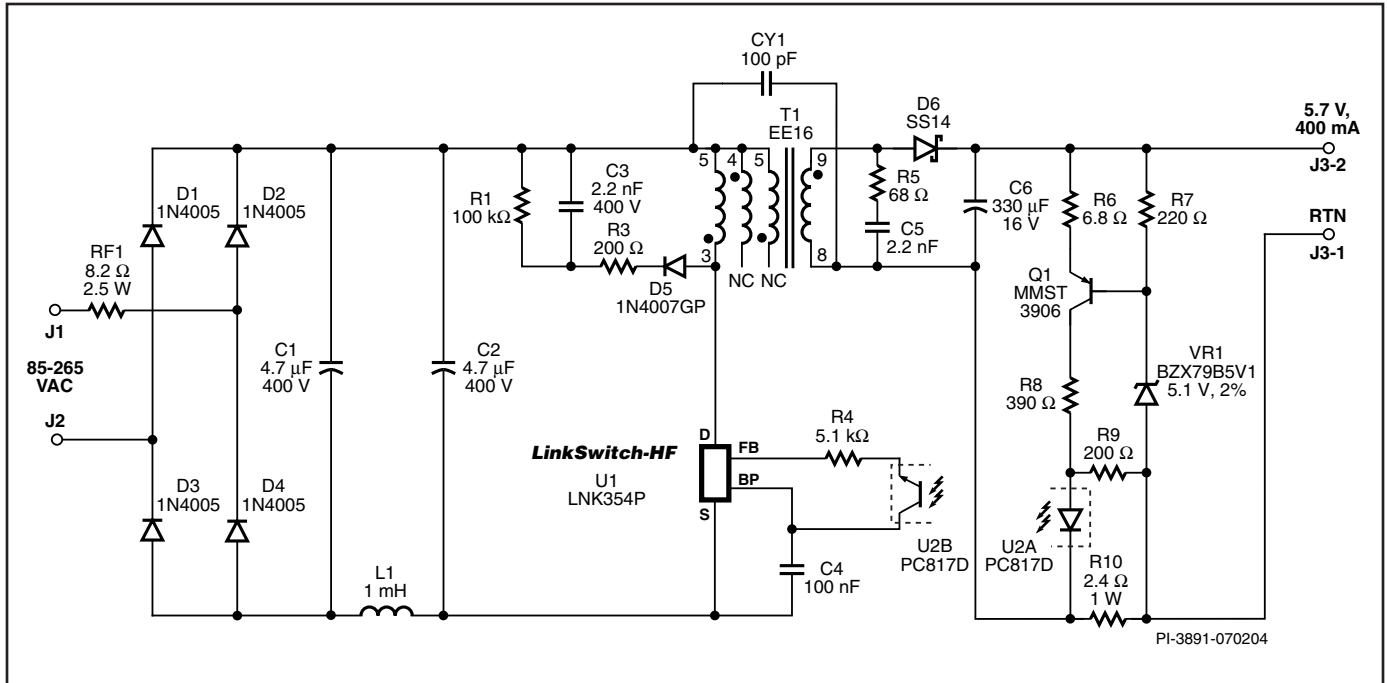 CY1
100 pF
T1
EE16
D6
SS14
5.7 V,
400 mA
J3-2
5
4
5
9
D1
1N4005
D2
1N4005
R1
100 kΩ
C3
2.2 nF
400 V
R5
68 Ω
C6
330 µF
16 V
R6
6.8 Ω
R7
220 Ω
RTN
J3-1
R3
200 Ω
C5
2.2 nF
3
8
RF1
8.2 Ω
2.5 W
D5
1N4007GP
NC NC
Q1
MMST
3906
J1
85-265
VAC
J2
C1
4.7 µF
400 V
C2
4.7 µF
400 V
VR1
BZX79B5V1
5.1 V, 2%
R8
390 Ω
LinkSwitch-HF
U1
LNK354P
D
FB
BP
S
R4
5.1 kΩ
R9
200 Ω
D3
1N4005
D4
1N4005
U2B
PC817D
U2A
PC817D
L1
1 mH
C4
100 nF
R10
2.4 Ω
1 W
PI-3891-070204